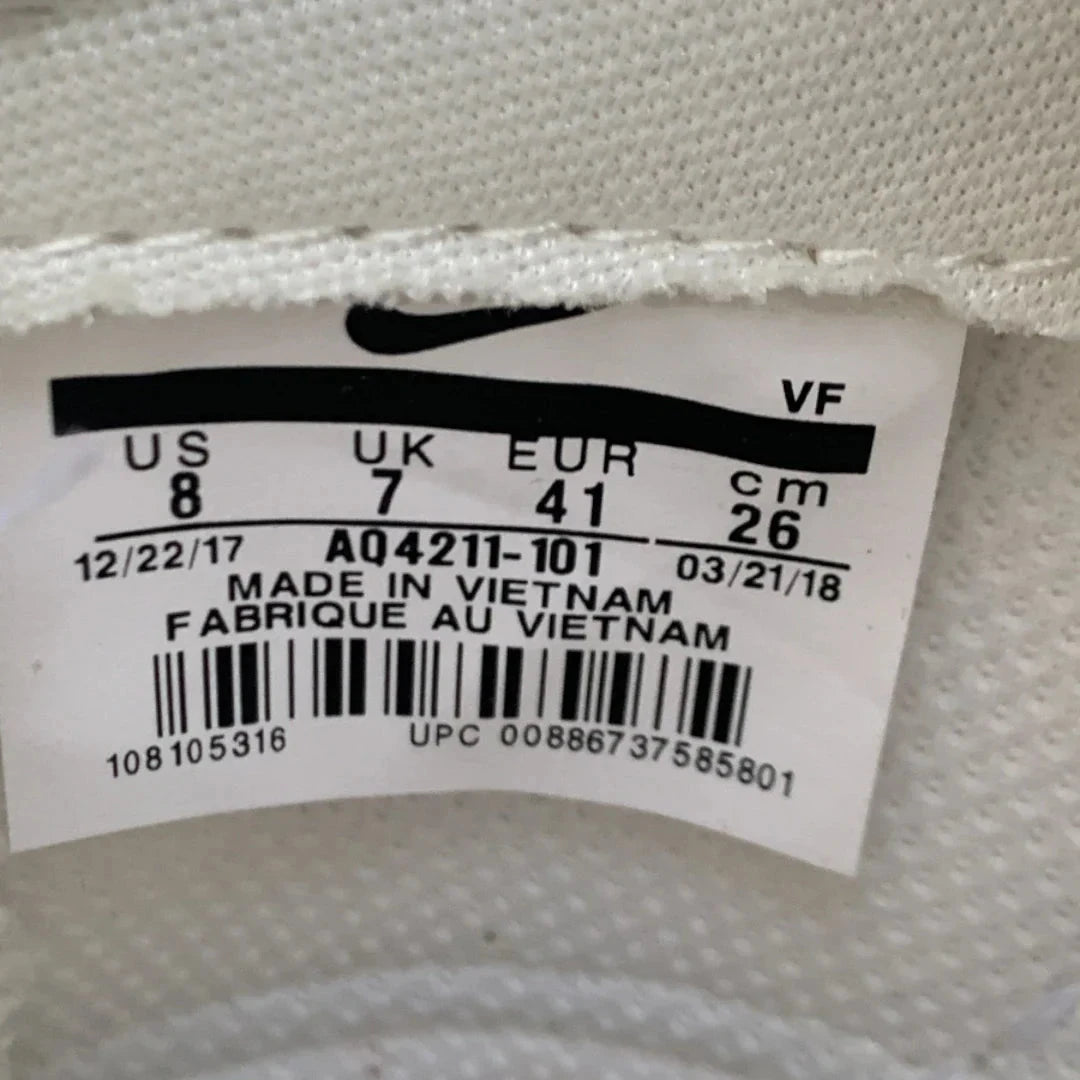 VF
US UK EUR cm
8 7 41 26
12/22/17 AQ4211-101 03/21/18
MADE IN VIETNAM
FABRIQUE AU VIETNAM
108105316 UPC 00886737585801